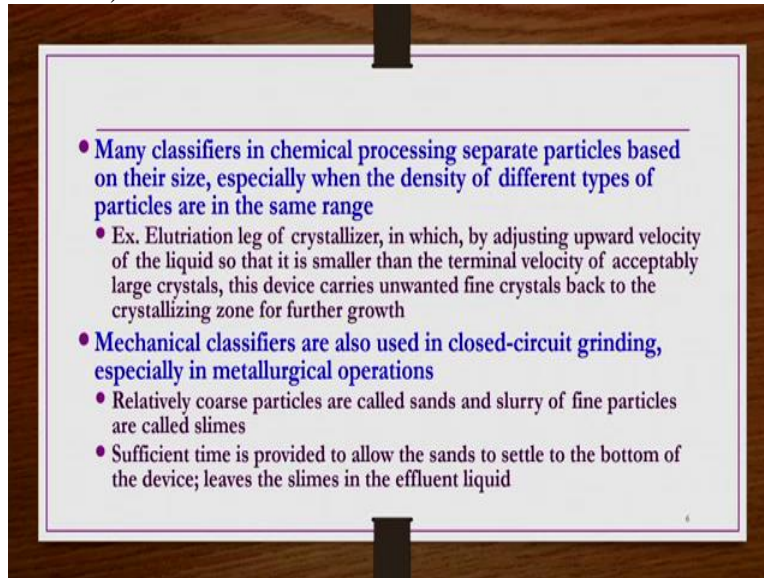 • Many classifiers in chemical processing separate particles based
on their size, especially when the density of different types of
particles are in the same range
• Ex. Elutriation leg of crystallizer, in which, by adjusting upward velocity
of the liquid so that it is smaller than the terminal velocity of acceptably
large crystals, this device carries unwanted fine crystals back to the
crystallizing zone for further growth
• Mechanical classifiers are also used in closed-circuit grinding,
especially in metallurgical operations
• Relatively coarse particles are called sands and slurry of fine particles
are called slimes
• Sufficient time is provided to allow the sands to settle to the bottom of
the device; leaves the slimes in the effluent liquid
6